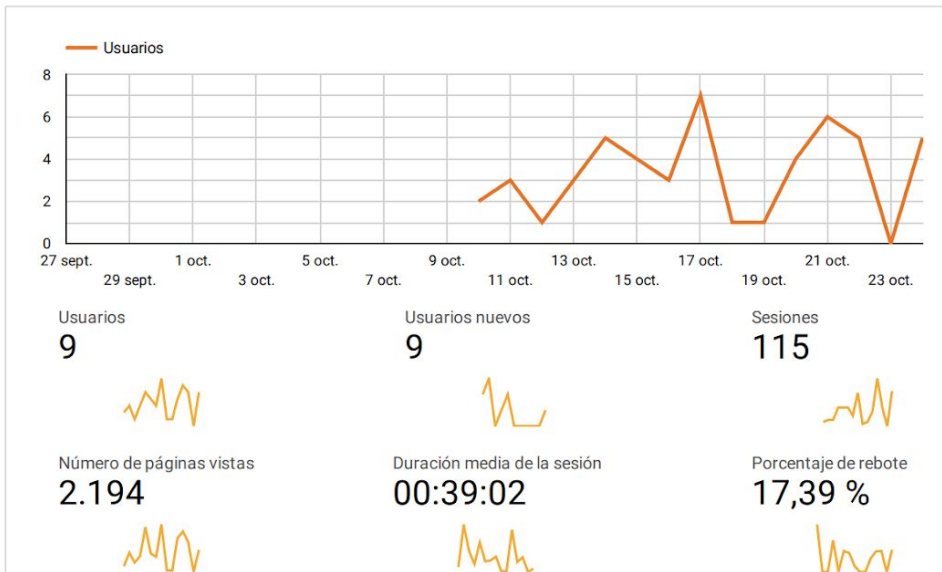 Usuarios
8
6
4
2
0
27 sept.
29 sept.
1 oct.
3 oct.
5 oct.
7 oct.
9 oct.
11 oct.
13 oct.
15 oct.
17 oct.
19 oct.
21 oct.
23 oct.
Usuarios
9
Usuarios nuevos
9
Sesiones
115
Número de páginas vistas
2.194
Duración media de la sesión
00:39:02
Porcentaje de rebote
17,39 %